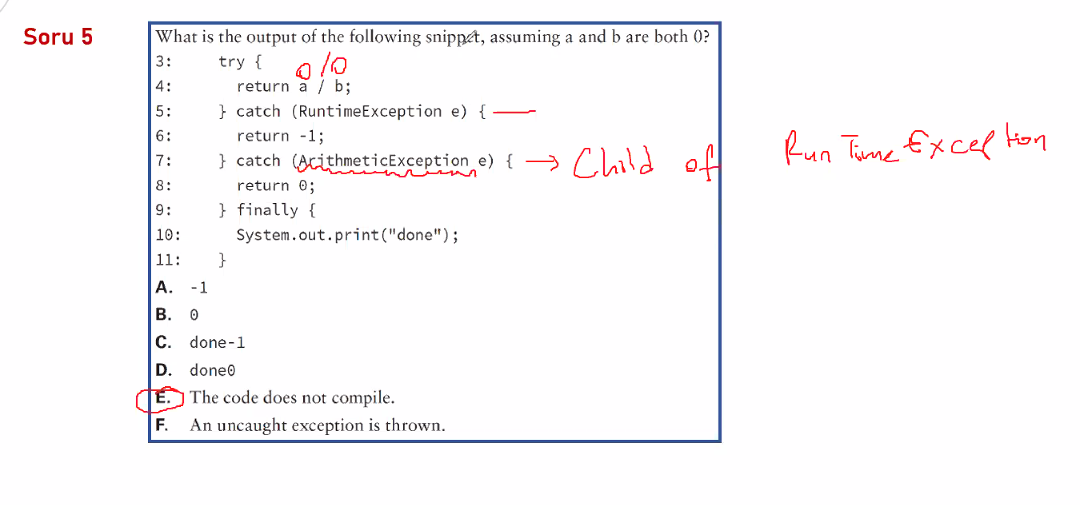 Soru 5
What is the output of the following snippet, assuming a and b are both 0?
3: try {
0/0
4: return a / b;
5: } catch (RuntimeException e) {
6: return -1;
7: } catch (ArithmeticException e) { → Child of RunTimeException
8: return 0;
9: } finally {
10: System.out.print("done");
11: }
A. -1
B. 0
C. done-1
D. done0
E. The code does not compile.
F. An uncaught exception is thrown.